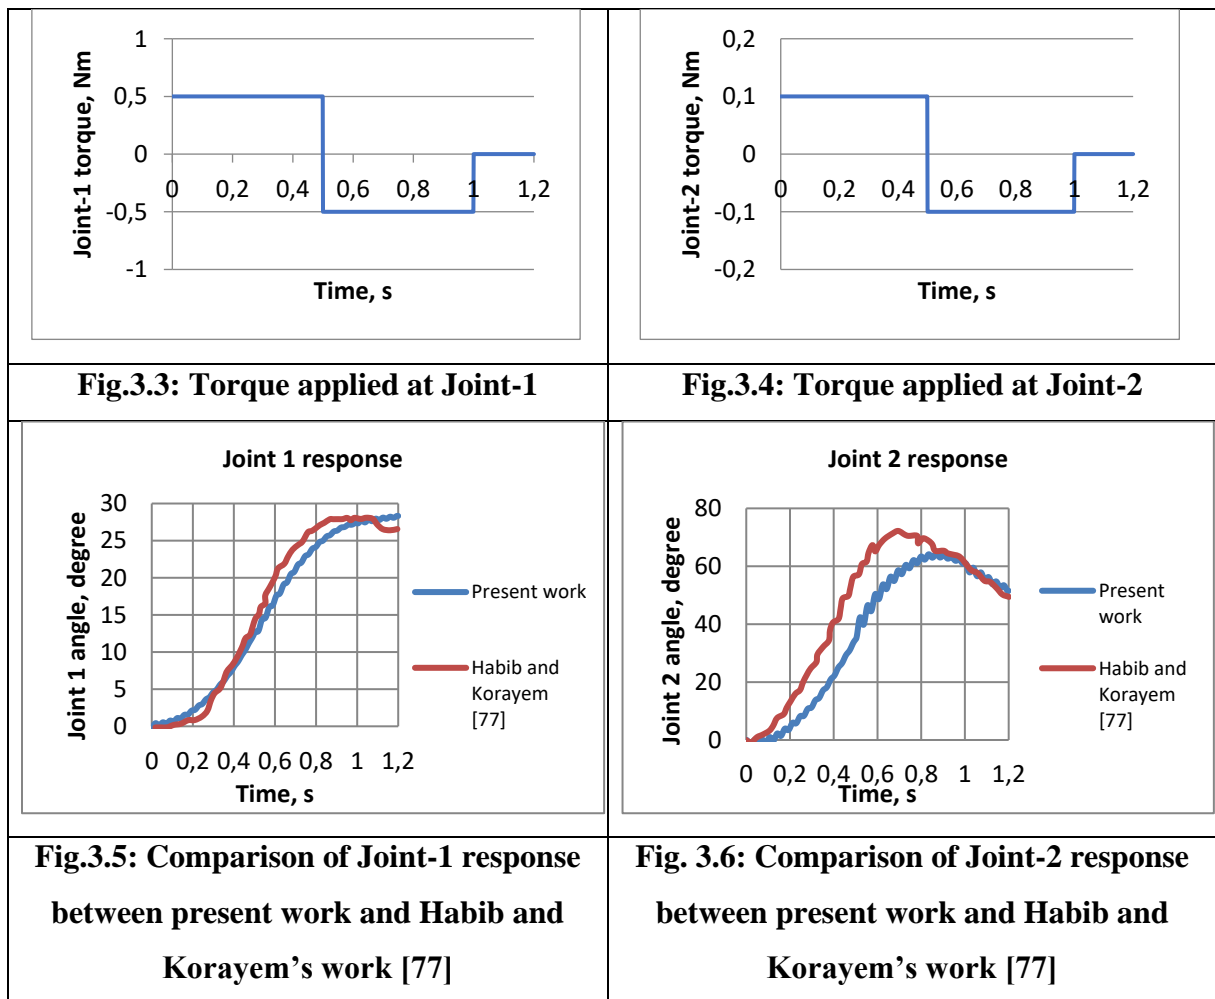 Joint-1 torque, Nm
1
0,5
0
-0,5
-1
0 0,2 0,4 0,6 0,8 1 1,2
Time, s
Joint-2 torque, Nm
0,2
0,1
0
-0,1
-0,2
0 0,2 0,4 0,6 0,8 1 1,2
Time, s
Fig.3.3: Torque applied at Joint-1
Fig.3.4: Torque applied at Joint-2
Joint 1 response
Joint 1 angle, degree
30
25
20
15
10
5
0
0 0,2 0,4 0,6 0,8 1 1,2
Time, s
Present work
Habib and
Korayem
[77]
Joint 2 response
Joint 2 angle, degree
80
60
40
20
0
0 0,2 0,4 0,6 0,8 1 1,2
Time, s
Present
work
Habib and
Korayem
[77]
Fig.3.5: Comparison of Joint-1 response
between present work and Habib and
Korayem’s work [77]
Fig. 3.6: Comparison of Joint-2 response
between present work and Habib and
Korayem’s work [77]